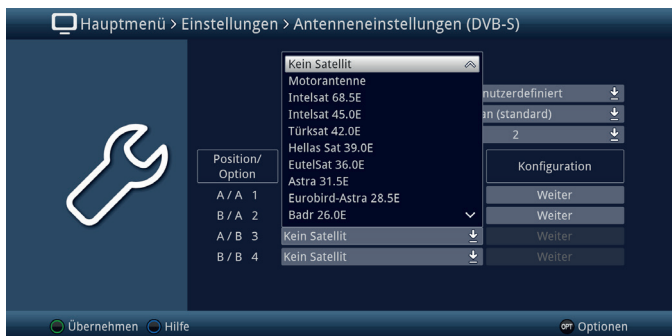 Hauptmenü > Einstellungen > Antenneneinstellungen (DVB-S)
Kein Satellit
Motorantenne
Intelsat 68.5E
nutzerdefiniert
Intelsat 45.0E
an (standard)
Türksat 42.0E
2
Hellas Sat 39.0E
EutelSat 36.0E
Astra 31.5E
Eurobird-Astra 28.5E
Badr 26.0E
Position/
Option
Konfiguration
A / A 1
Weiter
B / A 2
Weiter
A / B 3 Kein Satellit Weiter
B / B 4 Kein Satellit Weiter
Übernehmen Hilfe OPT Optionen